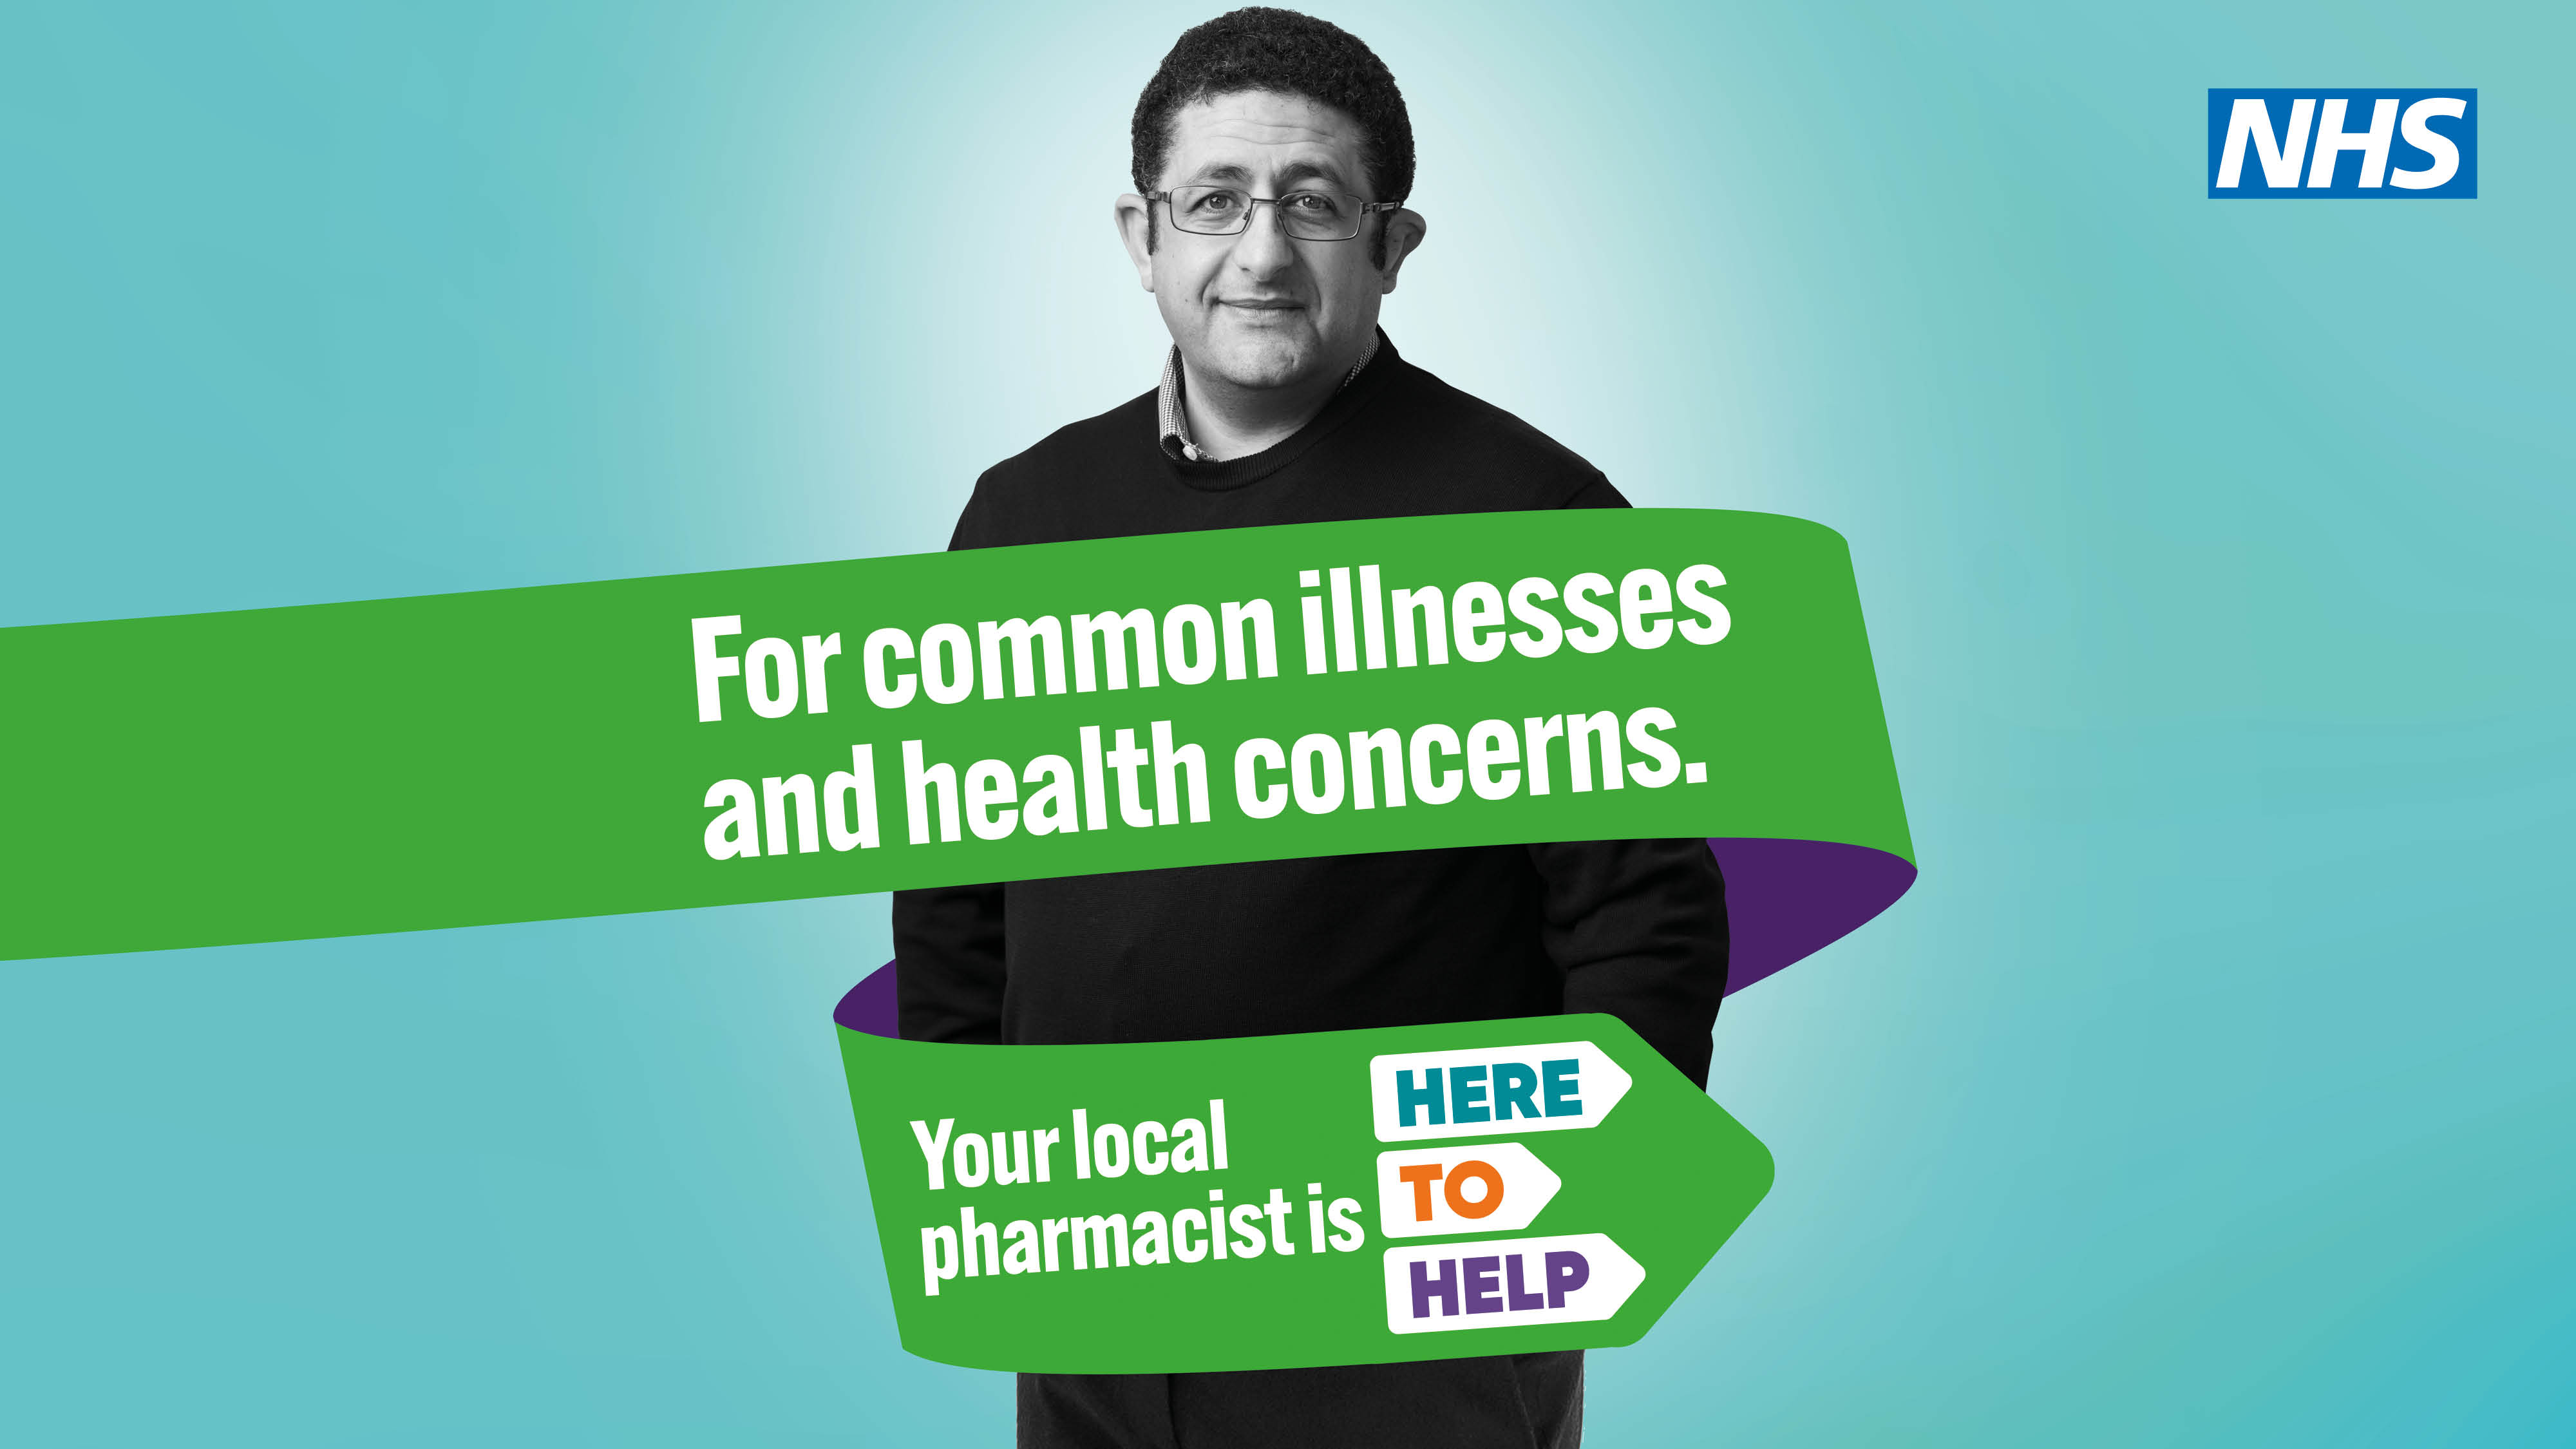 NHS
For common illnesses
and health concerns.
Your local
pharmacist is
HERE
TO
HELP